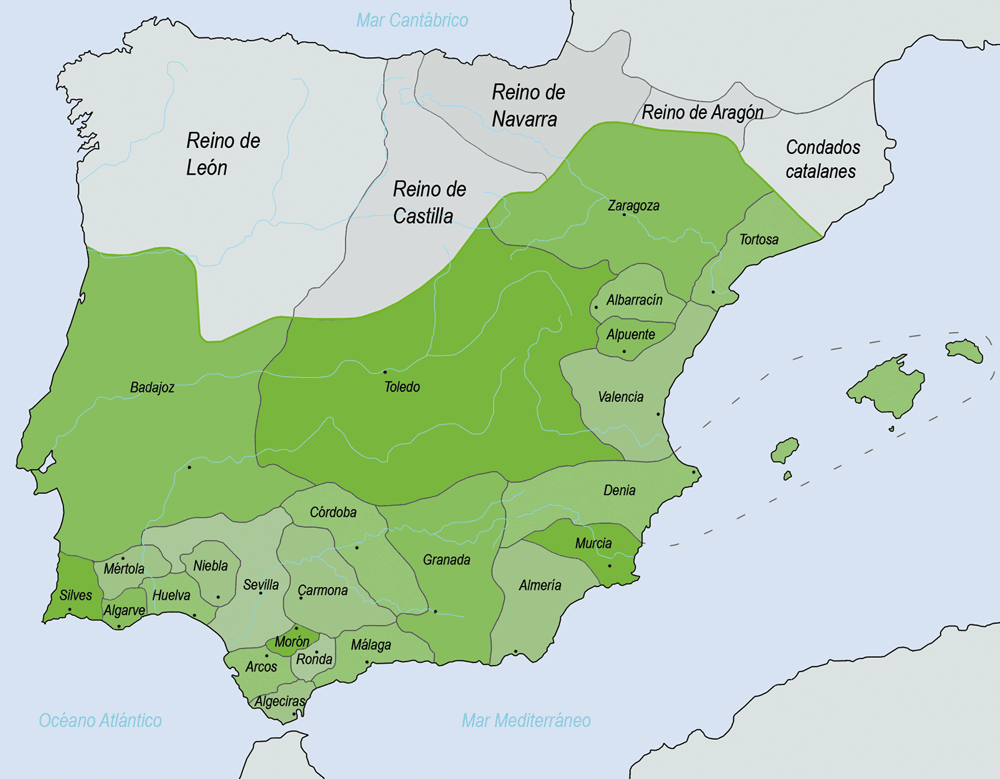 Mar Cantábrico
Reino de
Navarra
Reino de Aragón
Reino de
León
Condados
catalanes
Reino de
Castilla
Zaragoza
Tortosa
Albarracín
Alpuente
Badajoz
Toledo
Valencia
Denia
Córdoba
Murcia
Granada
Mértola
Niebla
Sevilla
Carmona
Almería
Silves
Huelva
Algarve
Morón
Málaga
Ronda
Arcos
Algeciras
Océano Atlántico
Mar Mediterráneo